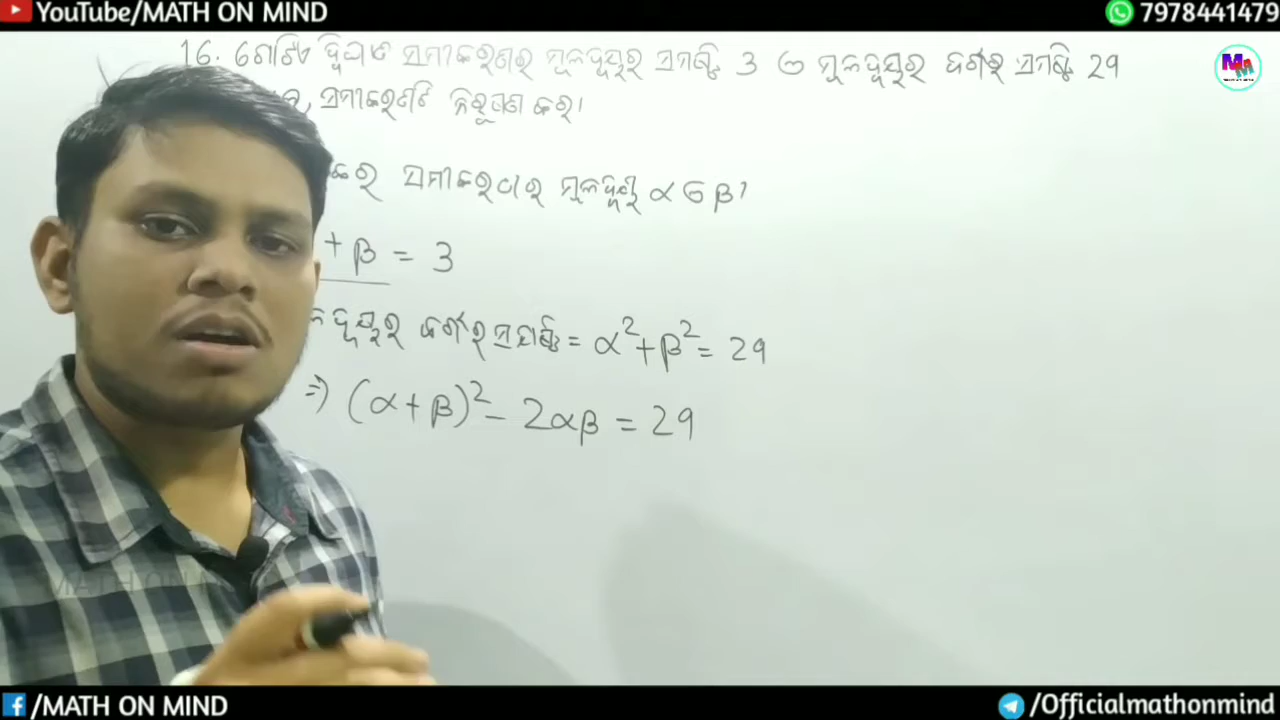 YouTube/MATH ON MIND
7978441479
16. ଗୋଟିଏ ଦ୍ୱିଘାତ ସମୀକରଣର ମୂଳଦ୍ୱୟର ସମଷ୍ଟି 3 ଓ ମୂଳଦ୍ୱୟର ବର୍ଗର ସମଷ୍ଟି 29
ସମୀକରଣଟି ନିରୂପଣ କର।
ସମୀକରଣର ମୂଳଦ୍ୱୟ α ଓ β।
+ β = 3
ଦ୍ୱୟର ବର୍ଗର ସମଷ୍ଟି = α² + β² = 29
⇒ (α + β)² - 2αβ = 29
MATH ON
/MATH ON MIND
/Officialmathonmind